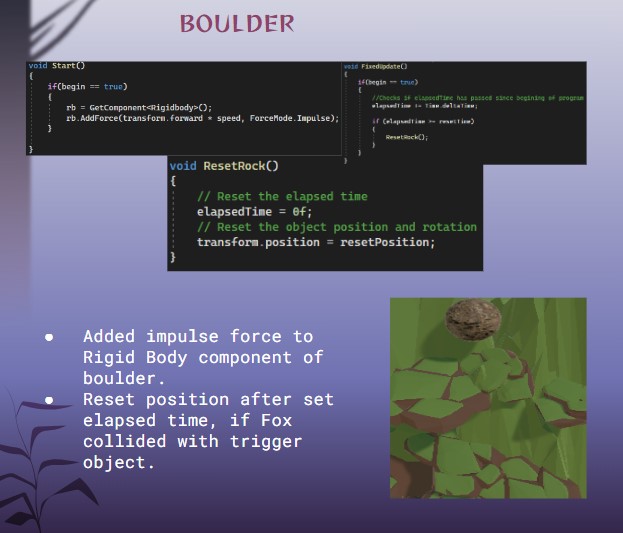 BOULDER
void Start()
{
if(begin == true)
{
rb = GetComponent<Rigidbody>();
rb.AddForce(transform.forward * speed, ForceMode.Impulse);
}
}
void FixedUpdate()
{
if(begin == true)
{
//Checks if elapsedTime has passed since begining of program
elapsedTime += Time.deltaTime;
if (elapsedTime >= resetTime)
{
ResetRock();
}
}
}
void ResetRock()
{
// Reset the elapsed time
elapsedTime = 0f;
// Reset the object position and rotation
transform.position = resetPosition;
}
● Added impulse force to
Rigid Body component of
boulder.
● Reset position after set
elapsed time, if Fox
collided with trigger
object.